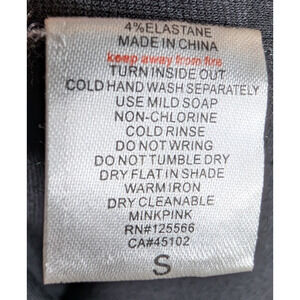 4%ELASTANE
MADE IN CHINA
keep away from fire
TURN INSIDE OUT
COLD HAND WASH SEPARATELY
USE MILD SOAP
NON-CHLORINE
COLD RINSE
DO NOT WRING
DO NOT TUMBLE DRY
DRY FLAT IN SHADE
WARM IRON
DRY CLEANABLE
MINKPINK
RN#125566
CA#45102
S